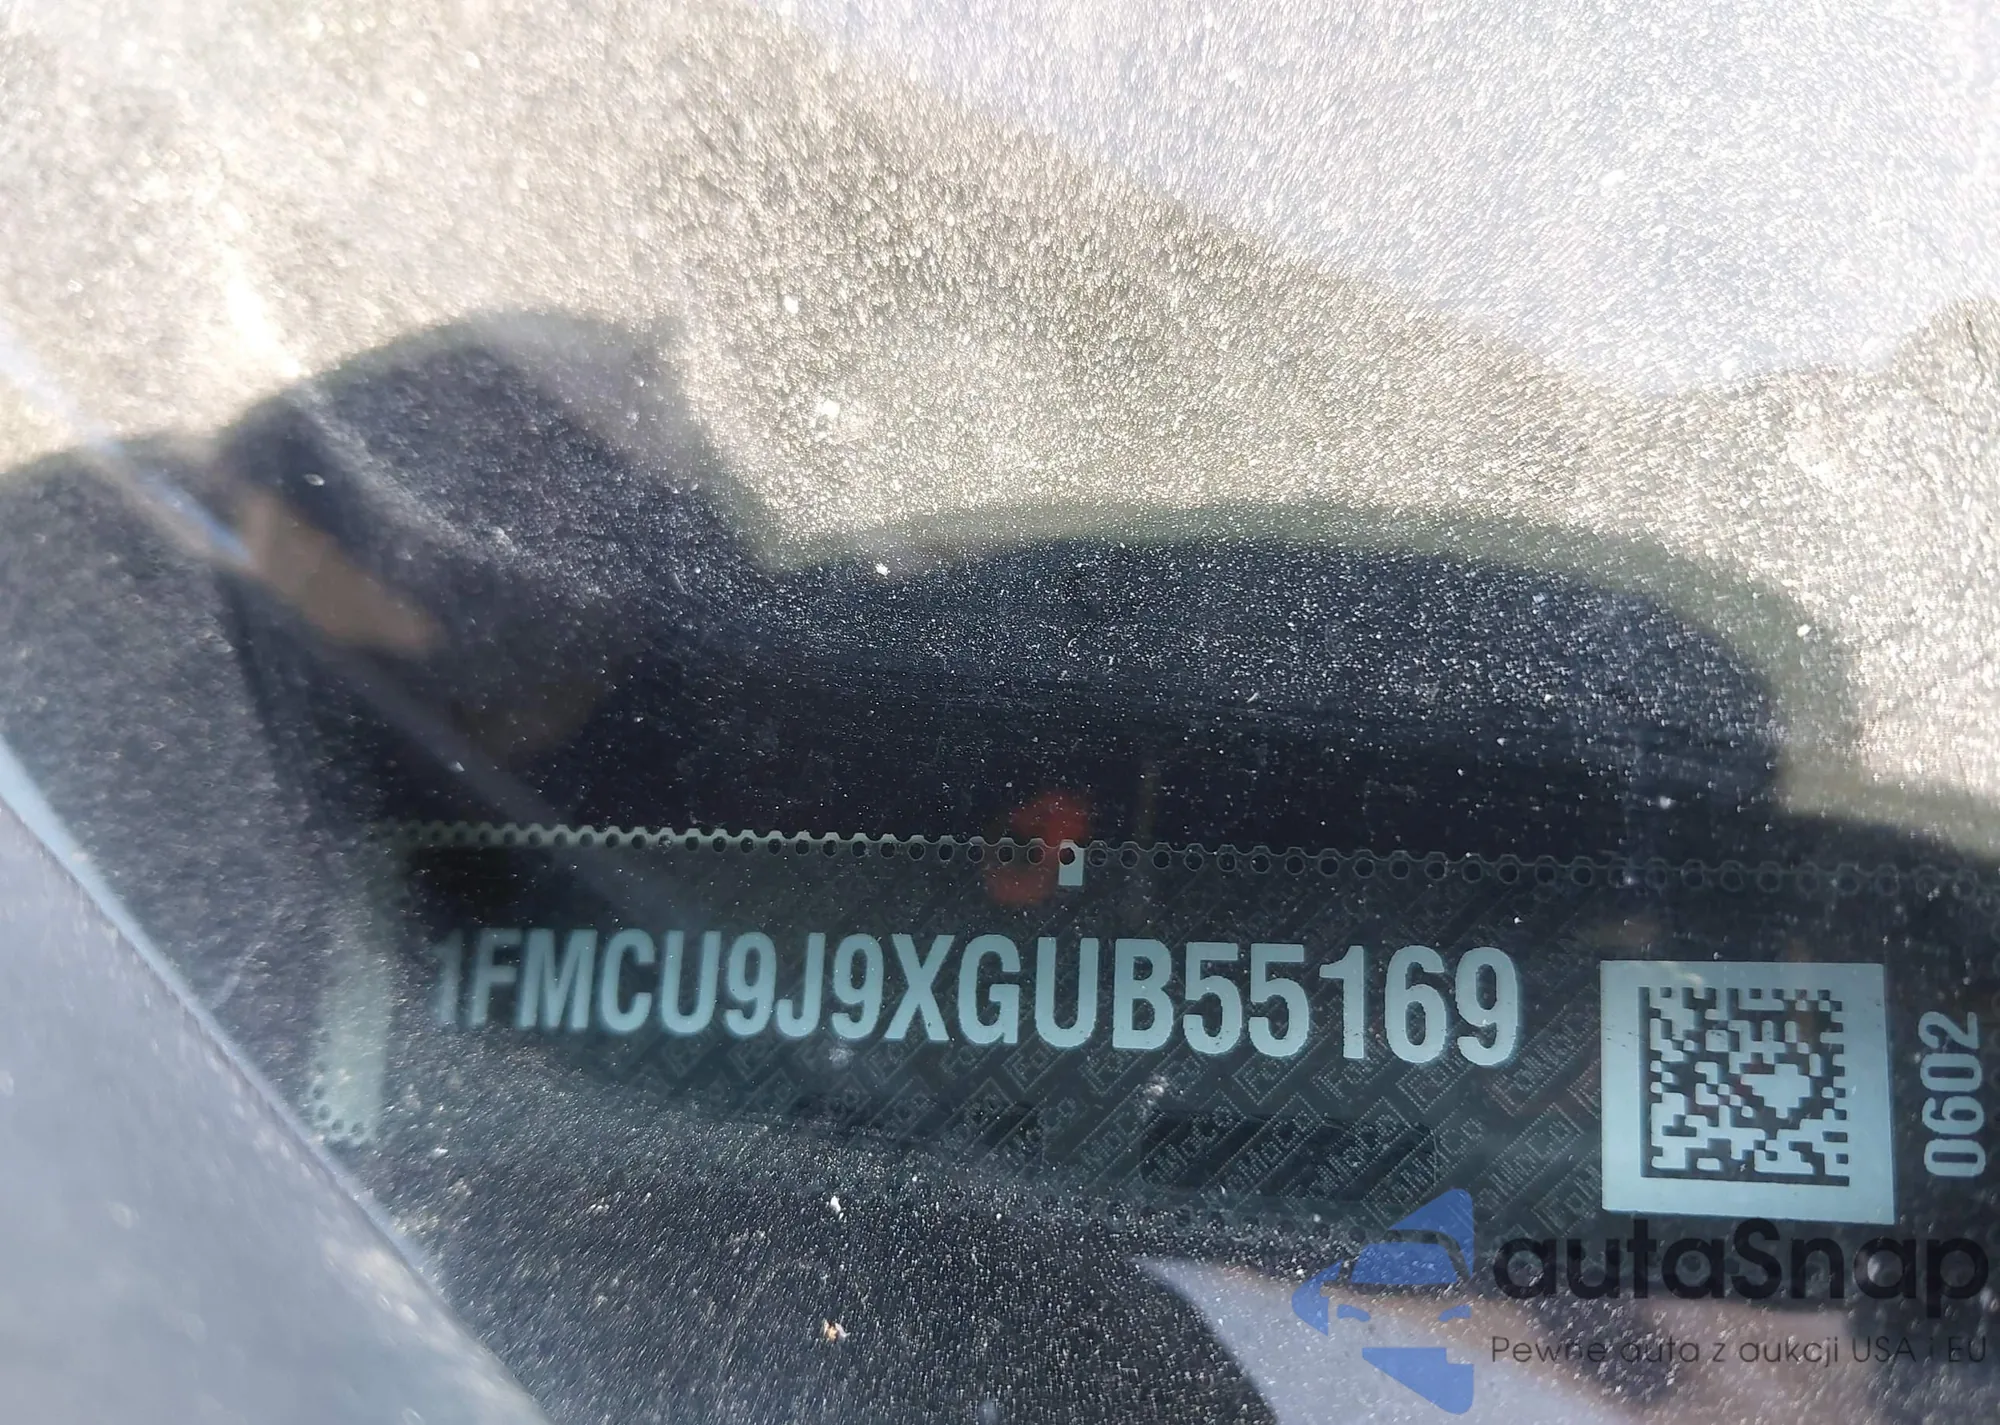 1FMCU9J9XGUB55169
0602
autaSnap
Pewne auta z aukcji USA i EU